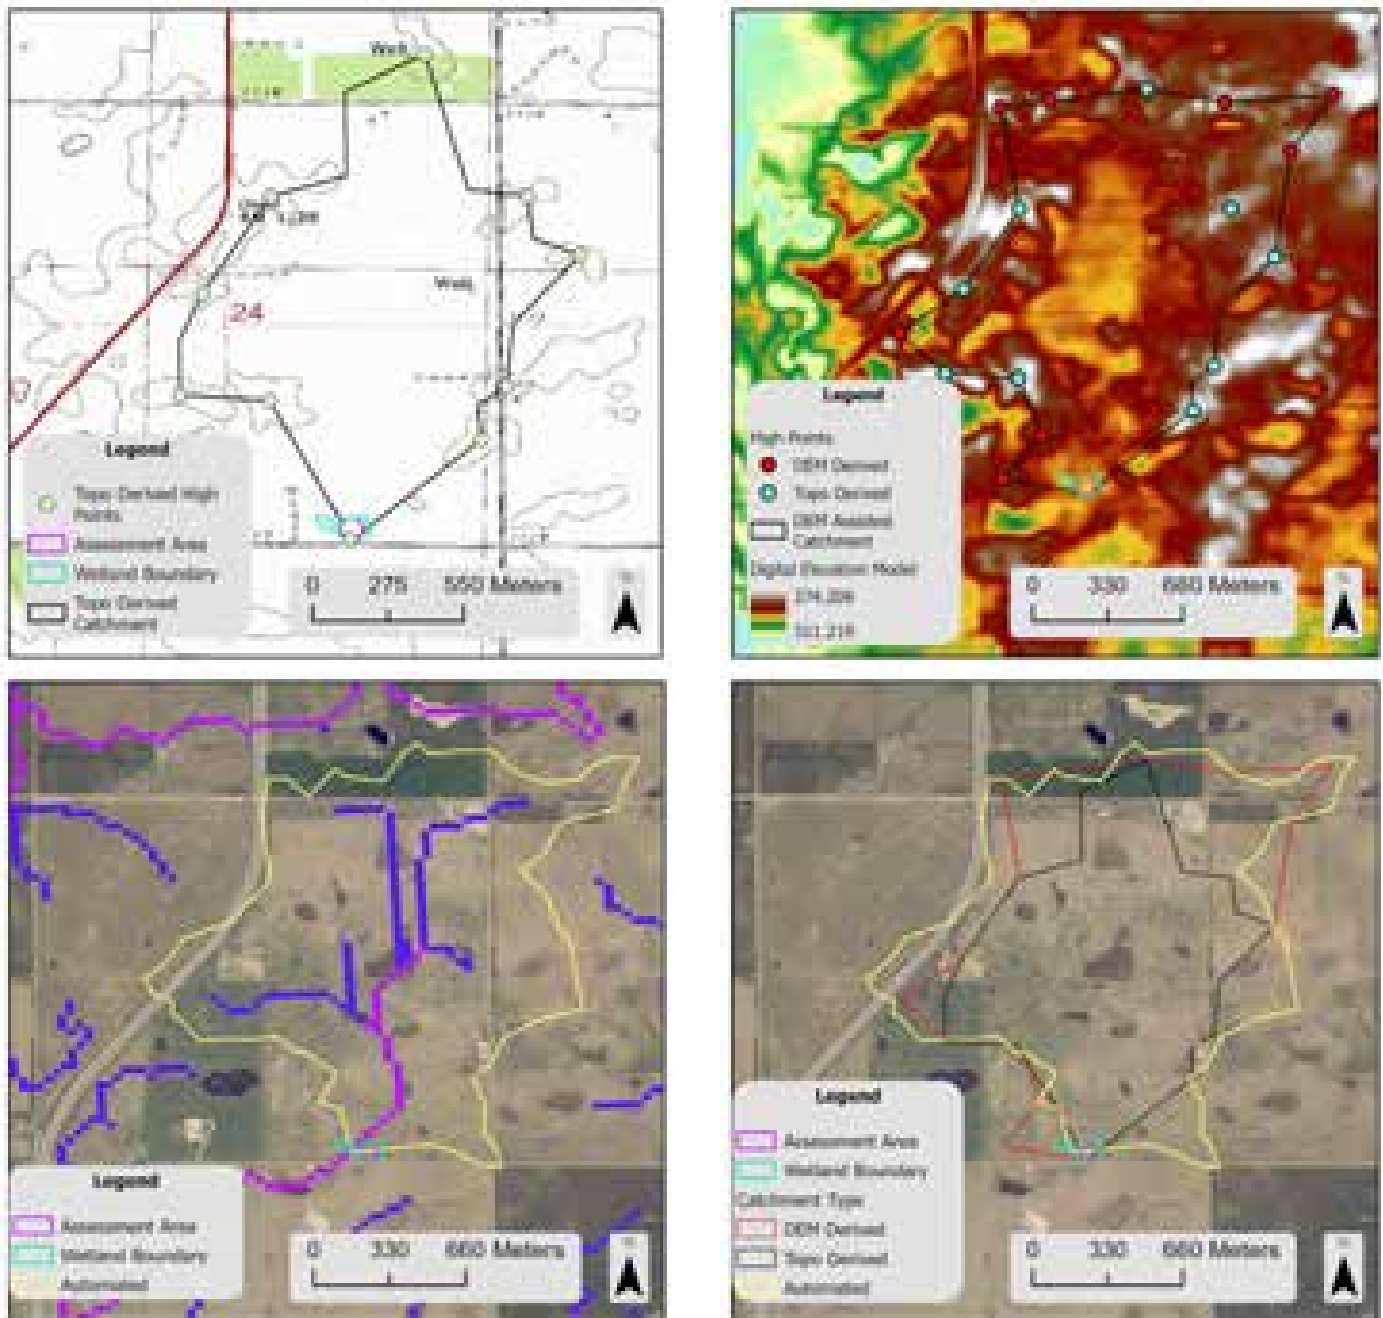 Well
24
Well
Legend
Topo Derived High
Points
Assessment Area
Wetland Boundary
Topo Derived
Catchment
0 275 550 Meters
Legend
High Points
DEM Derived
Topo Derived
DEM Assisted
Catchment
Digital Elevation Model
0 330 660 Meters
Legend
Assessment Area
Wetland Boundary
Automated
0 330 660 Meters
Legend
Assessment Area
Wetland Boundary
Catchment Type
DEM Derived
Topo Derived
Automated
0 330 660 Meters